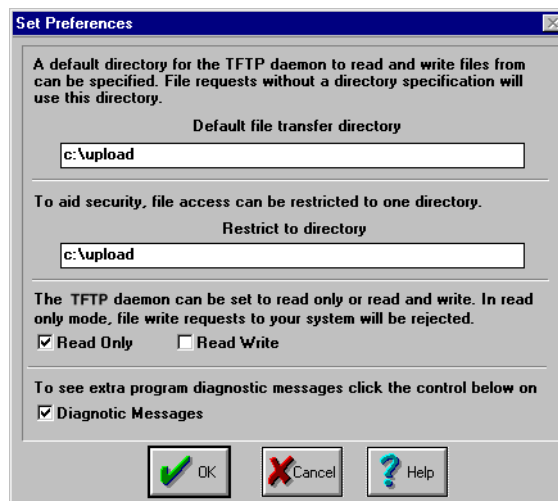 Set Preferences
A default directory for the TFTP daemon to read and write files from
can be specified. File requests without a directory specification will
use this directory.
Default file transfer directory
c:\upload
To aid security, file access can be restricted to one directory.
Restrict to directory
c:\upload
The TFTP daemon can be set to read only or read and write. In read
only mode, file write requests to your system will be rejected.
Read Only Read Write
To see extra program diagnostic messages click the control below on
Diagnotic Messages
OK Cancel Help